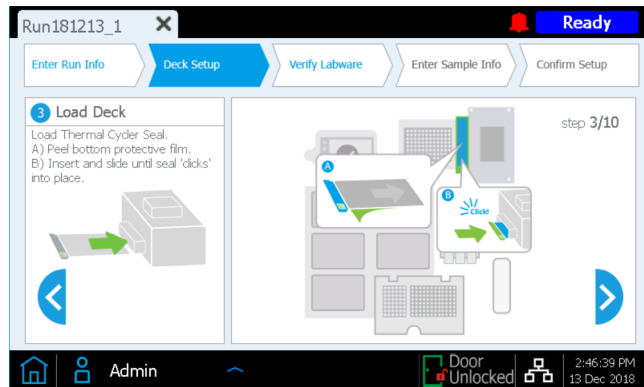 Run181213_1
Ready
Enter Run Info
Deck Setup
Verify Labware
Enter Sample Info
Confirm Setup
3 Load Deck
Load Thermal Cycler Seal.
A) Peel bottom protective film.
B) Insert and slide until seal 'clicks'
into place.
step 3/10
A
B
Click!
Admin
Door
Unlocked
2:46:39 PM
13 Dec 2018